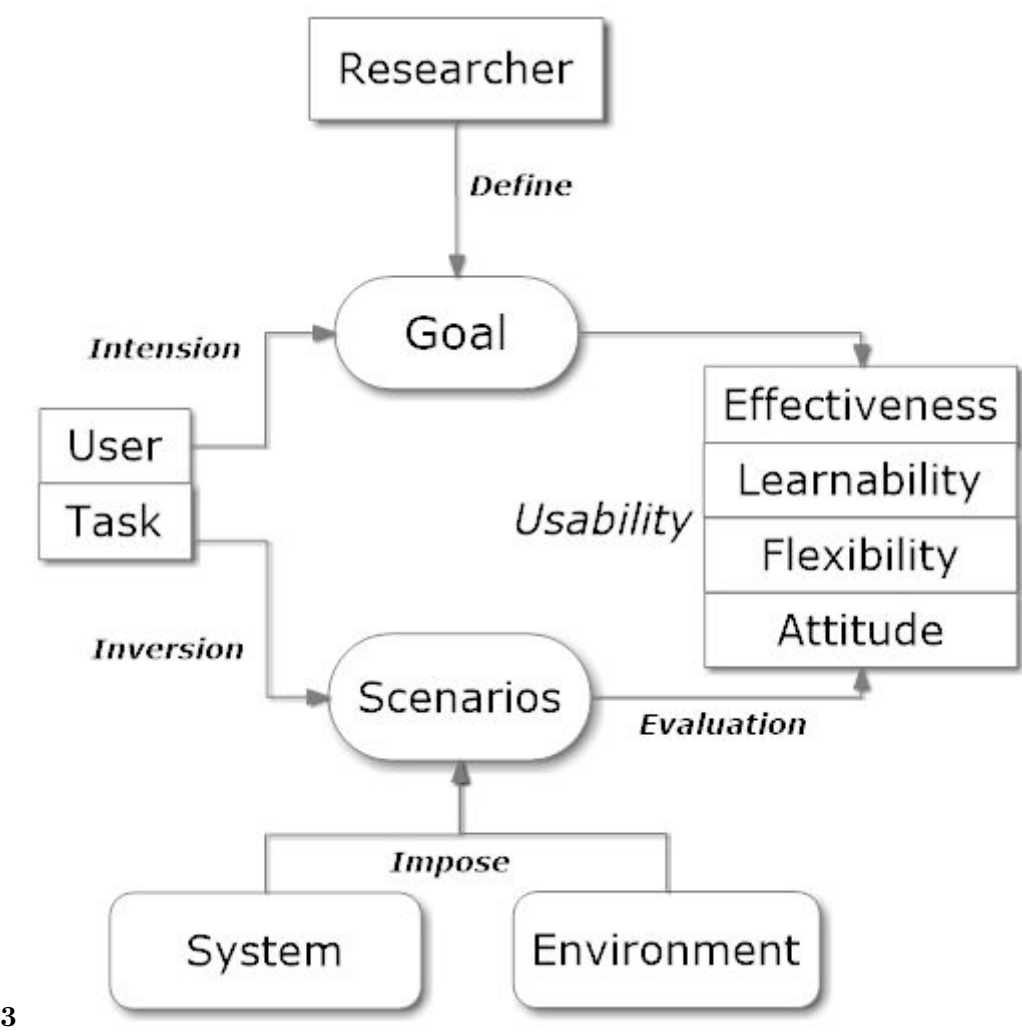 Researcher
Define
Goal
Intension
User
Task
Effectiveness
Learnability
Usability
Flexibility
Attitude
Inversion
Scenarios
Evaluation
Impose
System
Environment
3